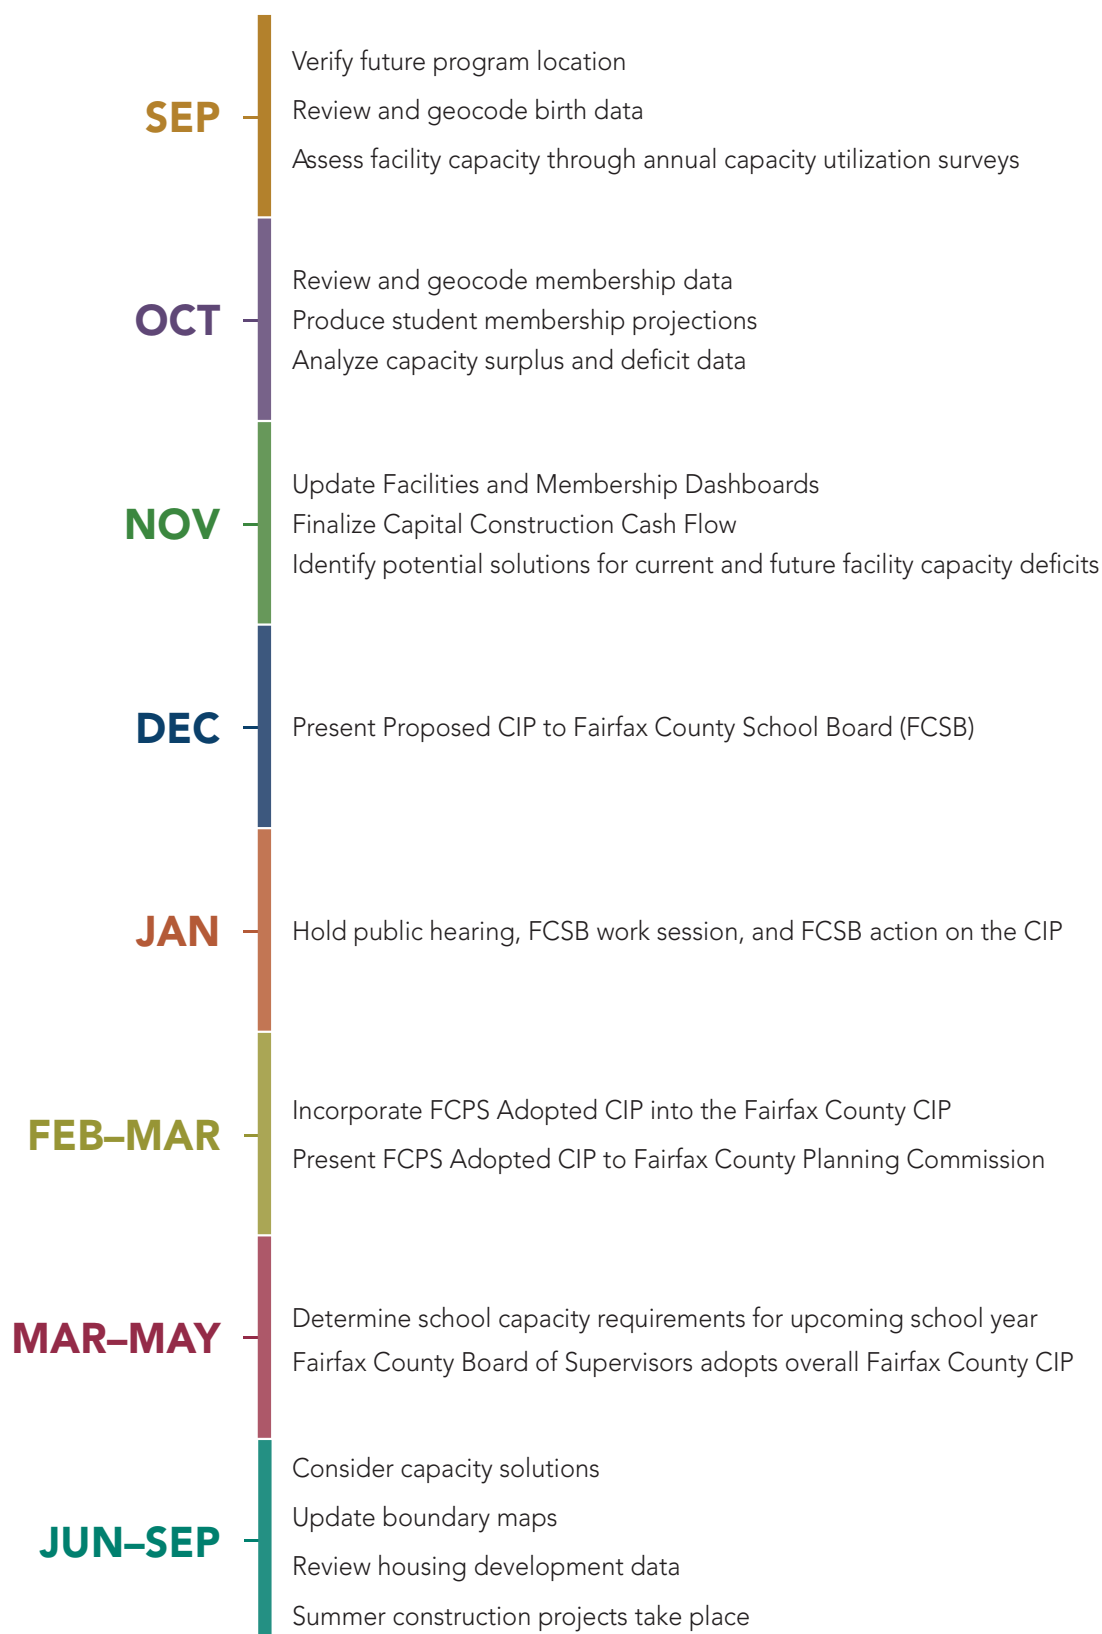 SEP
Verify future program location
Review and geocode birth data
Assess facility capacity through annual capacity utilization surveys
OCT
Review and geocode membership data
Produce student membership projections
Analyze capacity surplus and deficit data
NOV
Update Facilities and Membership Dashboards
Finalize Capital Construction Cash Flow
Identify potential solutions for current and future facility capacity deficits
DEC
Present Proposed CIP to Fairfax County School Board (FCSB)
JAN
Hold public hearing, FCSB work session, and FCSB action on the CIP
FEB–MAR
Incorporate FCPS Adopted CIP into the Fairfax County CIP
Present FCPS Adopted CIP to Fairfax County Planning Commission
MAR–MAY
Determine school capacity requirements for upcoming school year
Fairfax County Board of Supervisors adopts overall Fairfax County CIP
JUN–SEP
Consider capacity solutions
Update boundary maps
Review housing development data
Summer construction projects take place